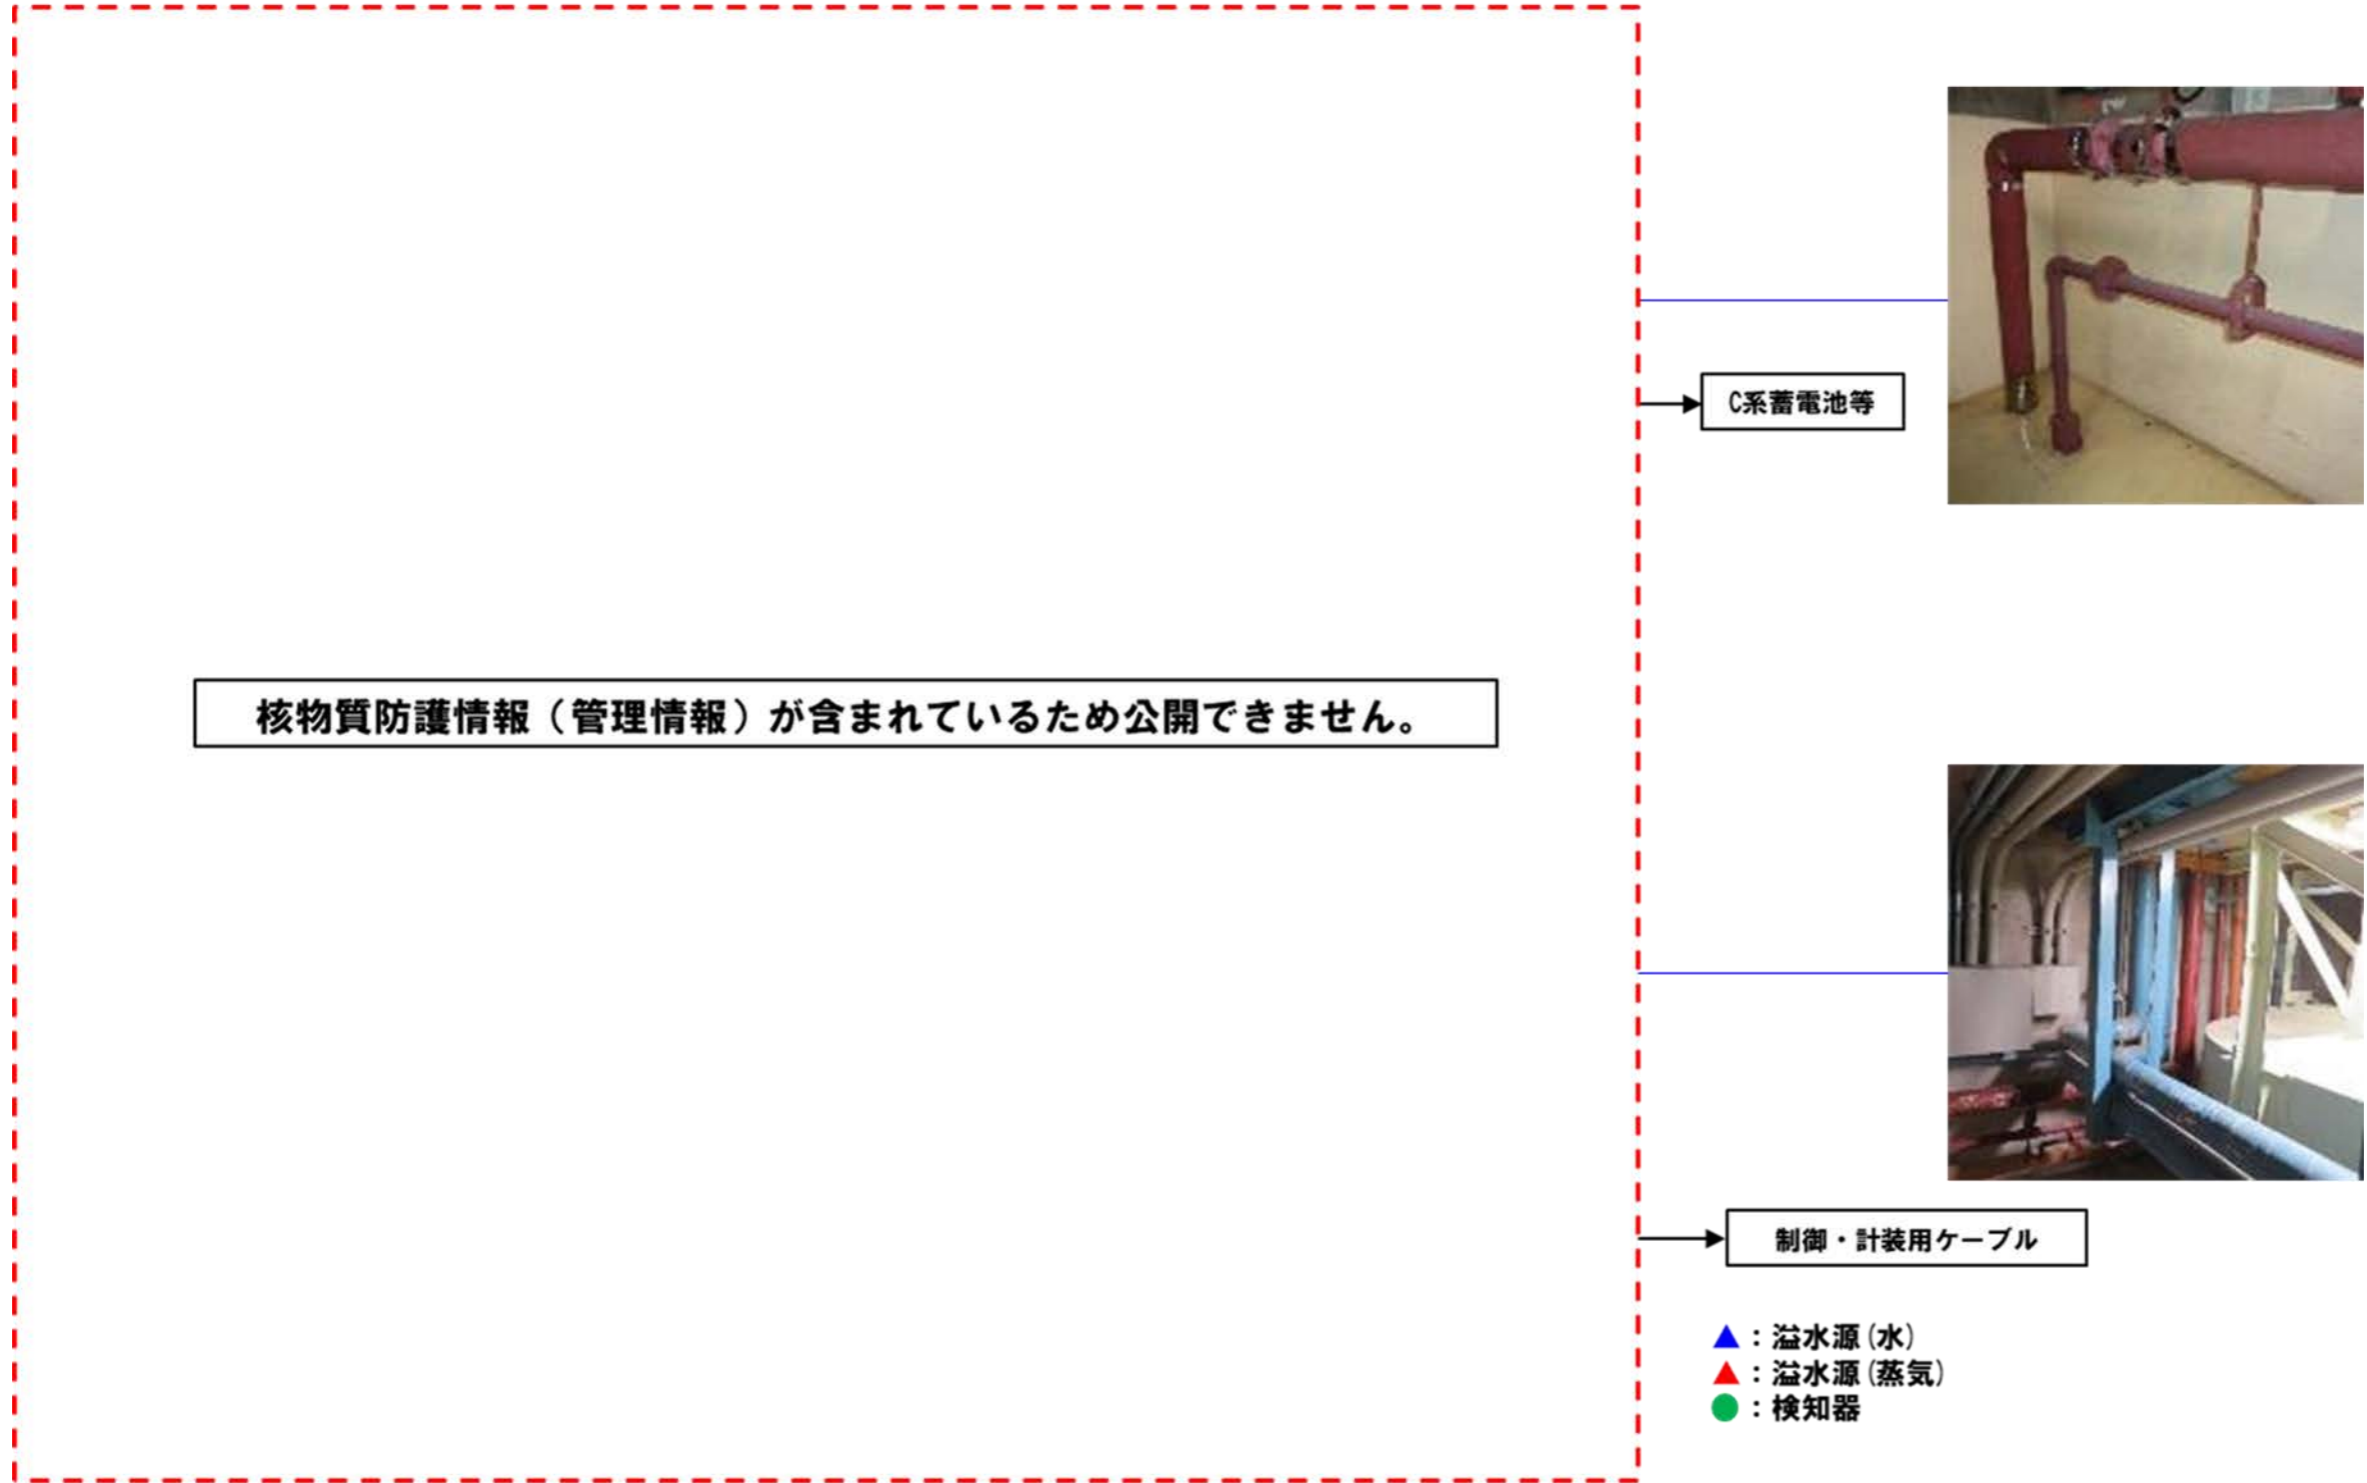 C系蓄電池等
核物質防護情報（管理情報）が含まれているため公開できません。
制御・計装用ケーブル
▲：溢水源(水)
▲：溢水源(蒸気)
●：検知器